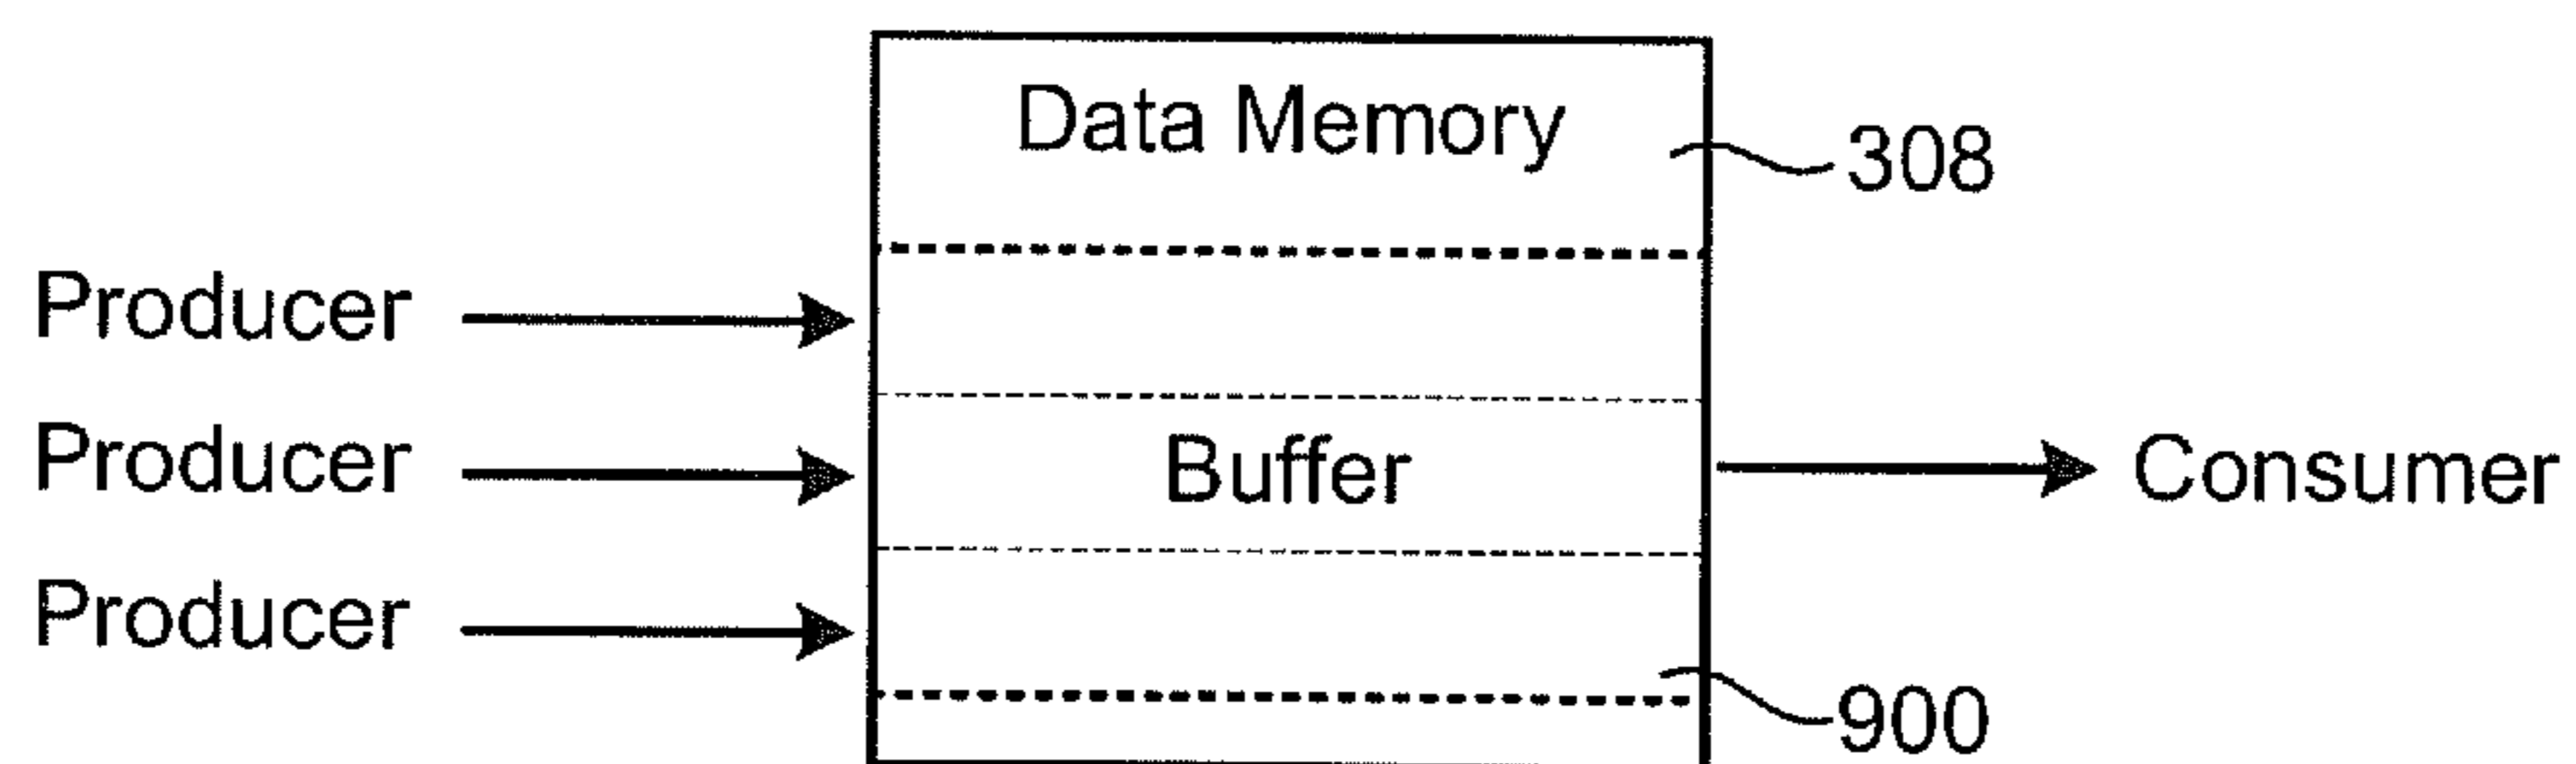 Data Memory
308
Producer
Producer
Buffer
Consumer
Producer
900